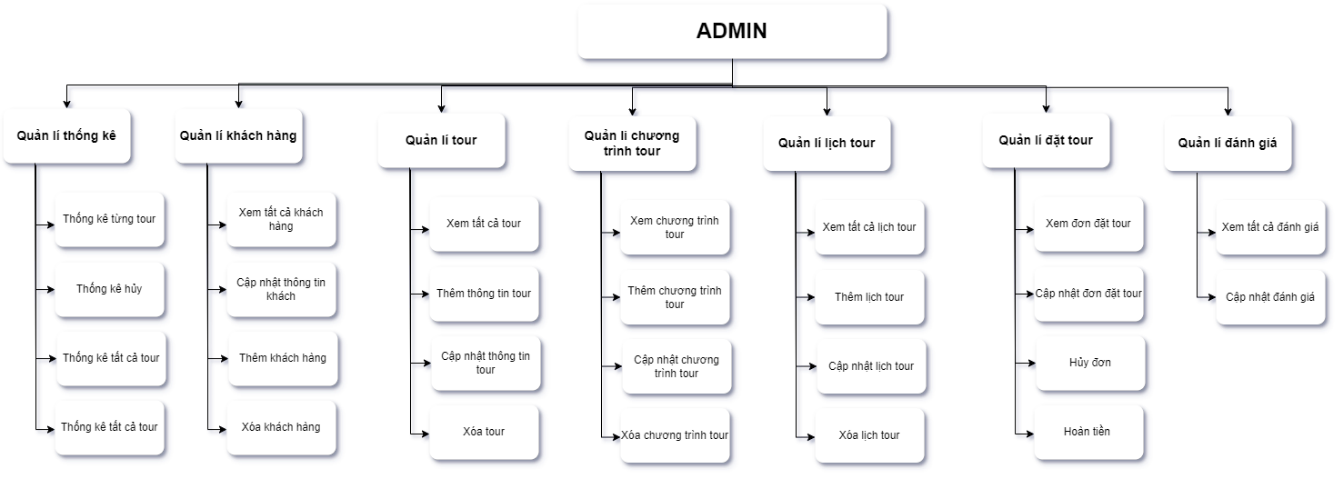 ADMIN
Quản lí thống kê
Thống kê từng tour
Thống kê hủy
Thống kê tất cả tour
Thống kê tất cả tour
Quản lí khách hàng
Xem tất cả khách
hàng
Cập nhật thông tin
khách
Thêm khách hàng
Xóa khách hàng
Quản lí tour
Xem tất cả tour
Thêm thông tin tour
Cập nhật thông tin
tour
Xóa tour
Quản lí chương
trình tour
Xem chương trình
tour
Thêm chương trình
tour
Cập nhật chương
trình tour
Xóa chương trình tour
Quản lí lịch tour
Xem tất cả lịch tour
Thêm lịch tour
Cập nhật lịch tour
Xóa lịch tour
Quản lí đặt tour
Xem đơn đặt tour
Cập nhật đơn đặt tour
Hủy đơn
Hoàn tiền
Quản lí đánh giá
Xem tất cả đánh giá
Cập nhật đánh giá